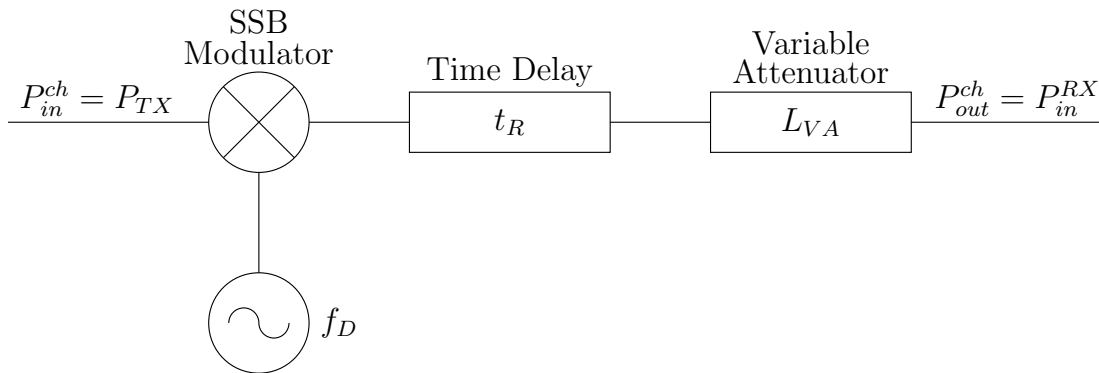 SSB
Modulator
Time Delay
Variable
Attenuator
$P_{in}^{ch} = P_{TX}$
$t_R$
$L_{VA}$
$P_{out}^{ch} = P_{in}^{RX}$
$f_D$